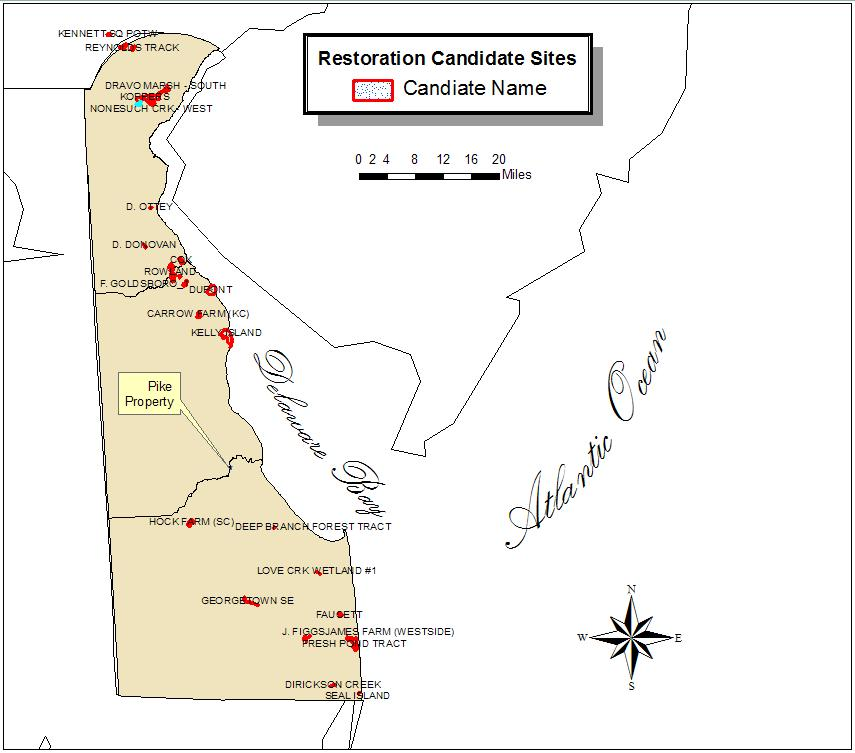 KENNETT SQ POTW
REYNOLDS TRACK
Restoration Candidate Sites
Candiate Name
DRAVO MARSH - SOUTH
KOPPERS
NONESUCH CRK - WEST
0 2 4 8 12 16 20
Miles
D. OTTEY
D. DONOVAN
COX
ROWLAND
F. GOLDSBORO
DUPONT
CARROW FARM (KC)
KELLY ISLAND
Pike
Property
Delaware Bay
Atlantic Ocean
HOCK FARM (SC)
DEEP BRANCH FOREST TRACT
LOVE CRK WETLAND #1
GEORGETOWN SE
FAUCETT
J. FIGGSJAMES FARM (WESTSIDE)
FRESH POND TRACT
DIRICKSON CREEK
SEAL ISLAND
N
W
E
S